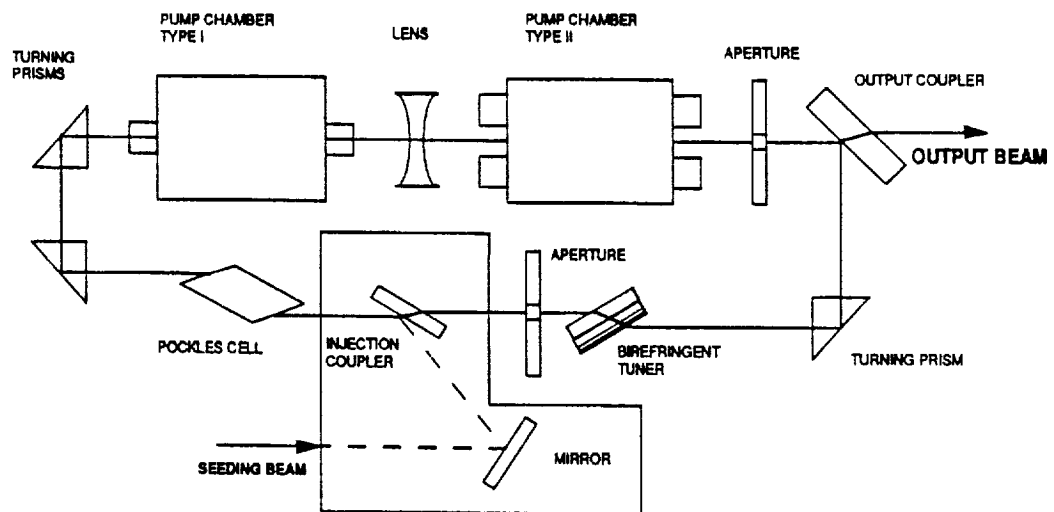 PUMP CHAMBER
TYPE I
LENS
PUMP CHAMBER
TYPE II
APERTURE
TURNING
PRISMS
OUTPUT COUPLER
OUTPUT BEAM
APERTURE
POCKLES CELL
INJECTION
COUPLER
BIREFRINGENT
TUNER
TURNING PRISM
SEEDING BEAM
MIRROR